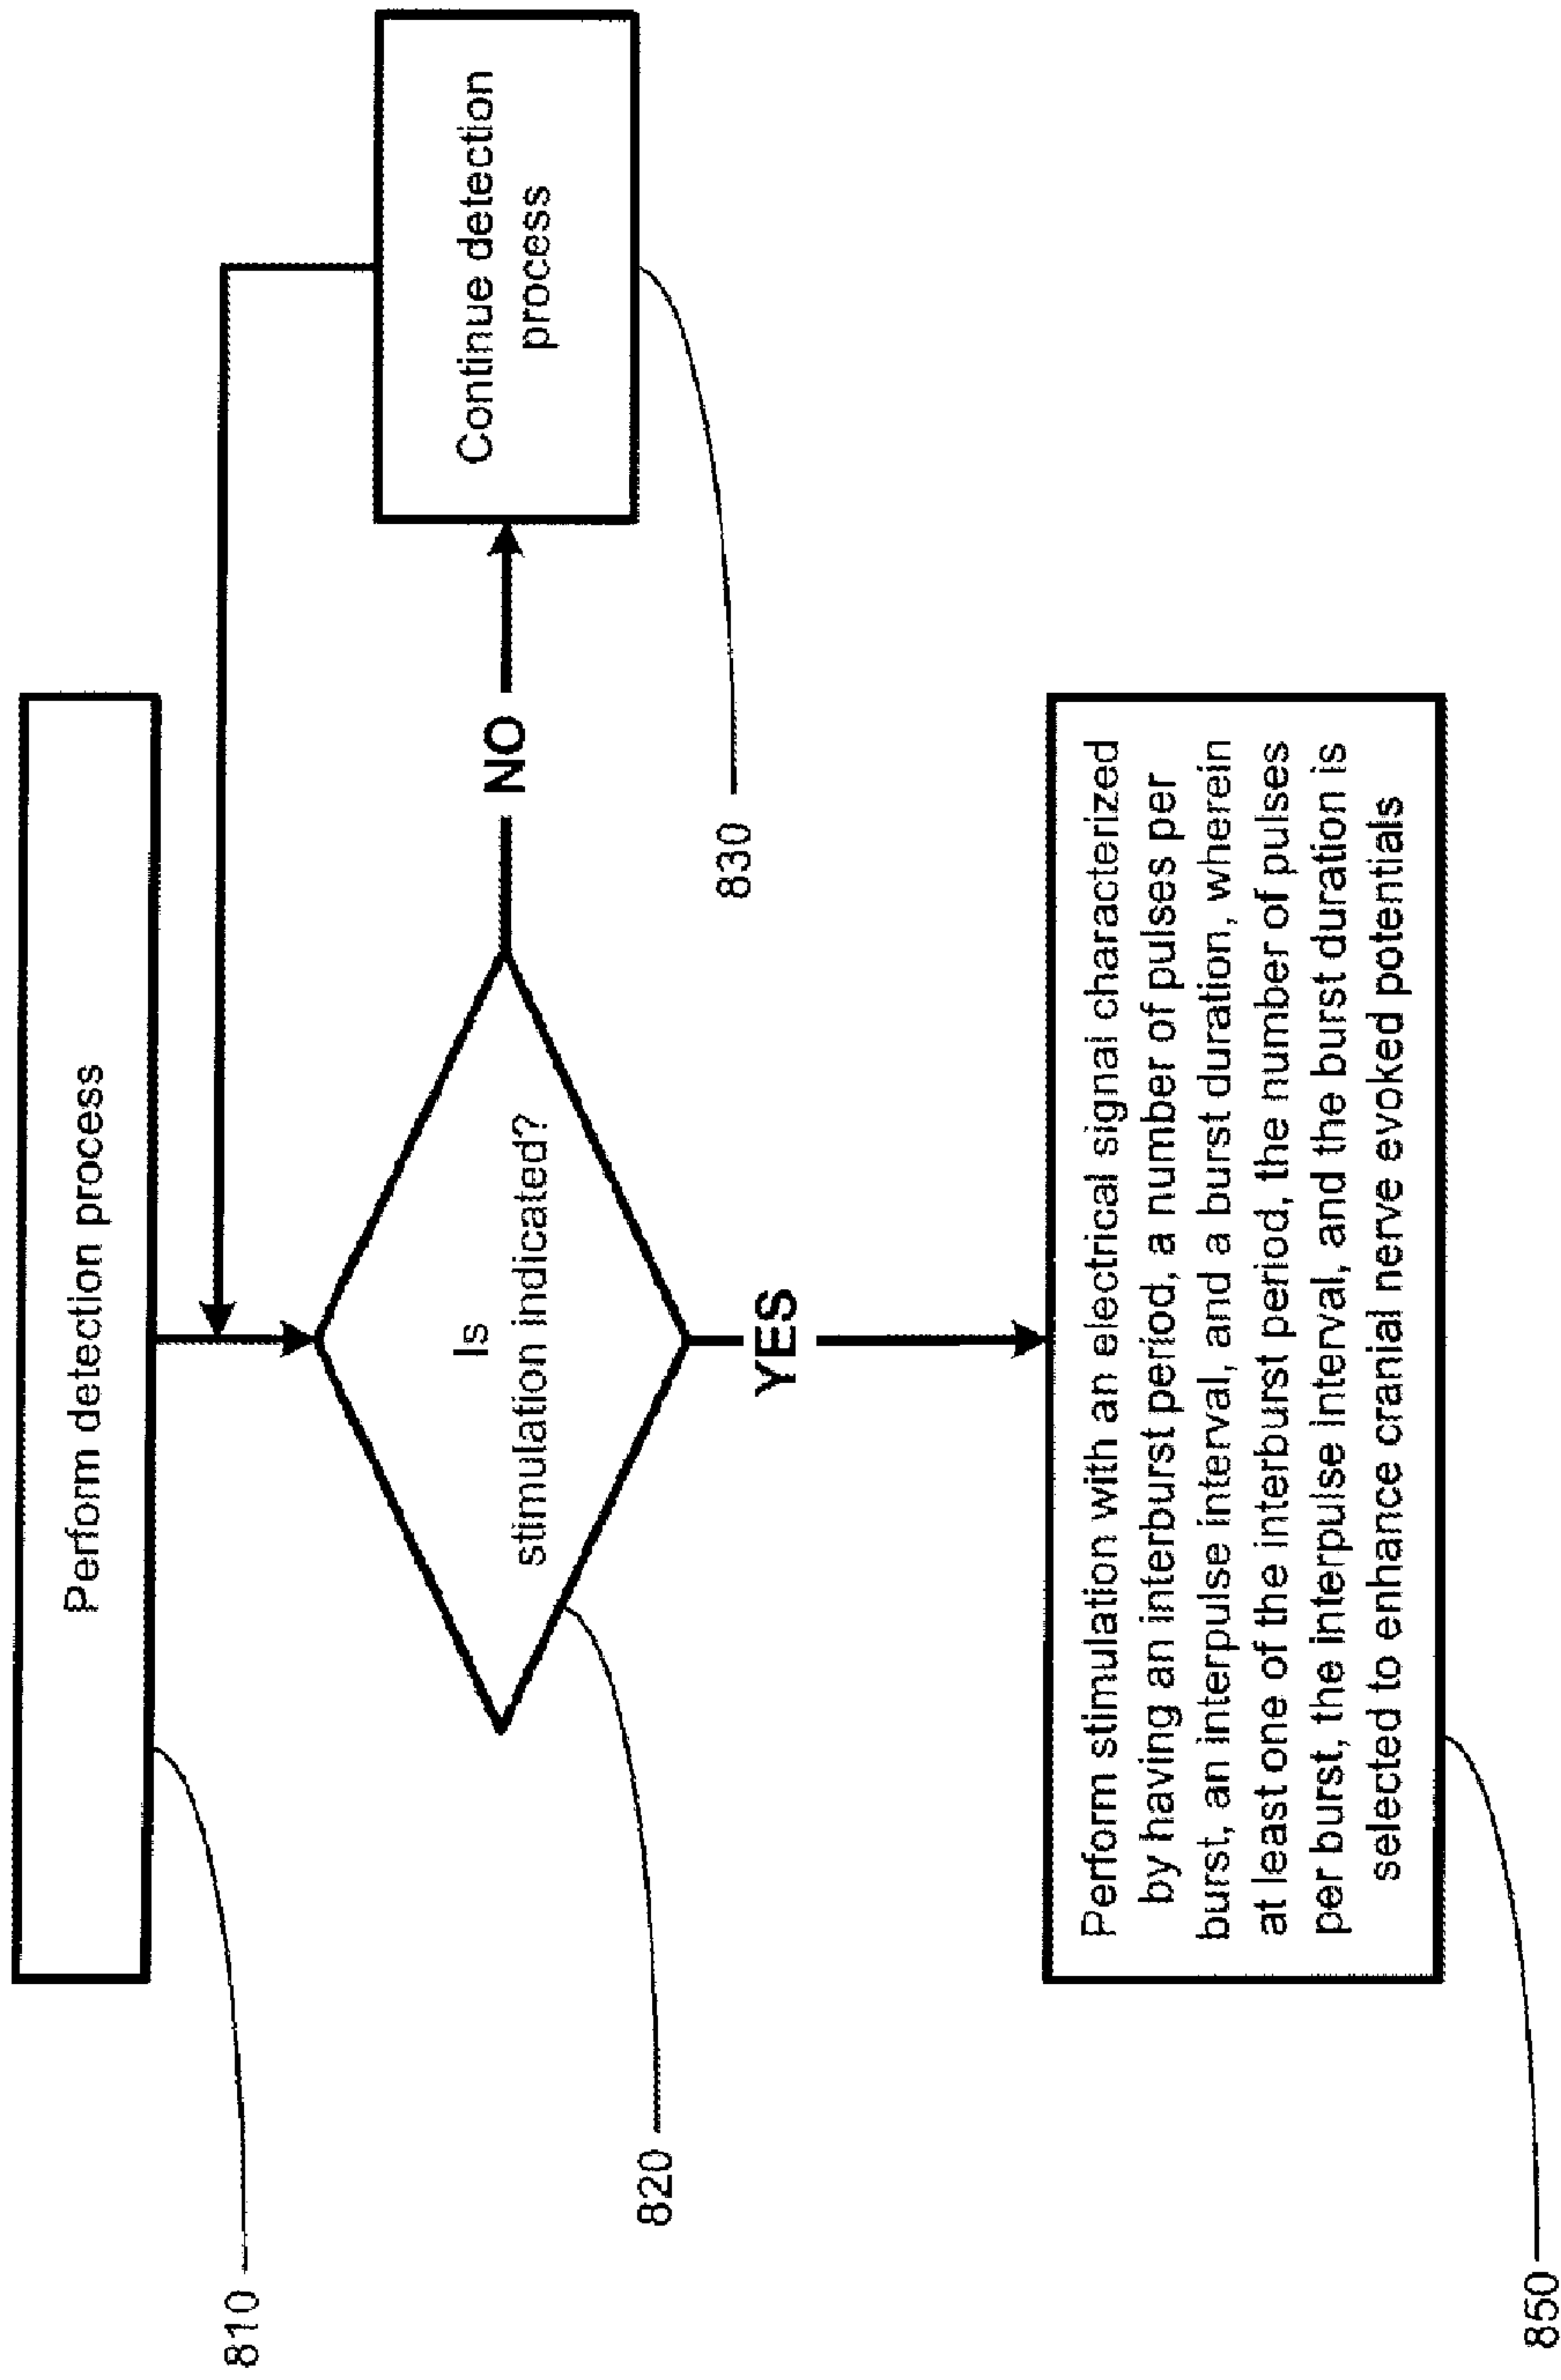 Perform detection process
810
Is
stimulation indicated?
820
NO
Continue detection
process
830
YES
Perform stimulation with an electrical signal characterized
by having an interburst period, a number of pulses per
burst, an interpulse interval, and a burst duration, wherein
at least one of the interburst period, the number of pulses
per burst, the interpulse interval, and the burst duration is
selected to enhance cranial nerve evoked potentials
850